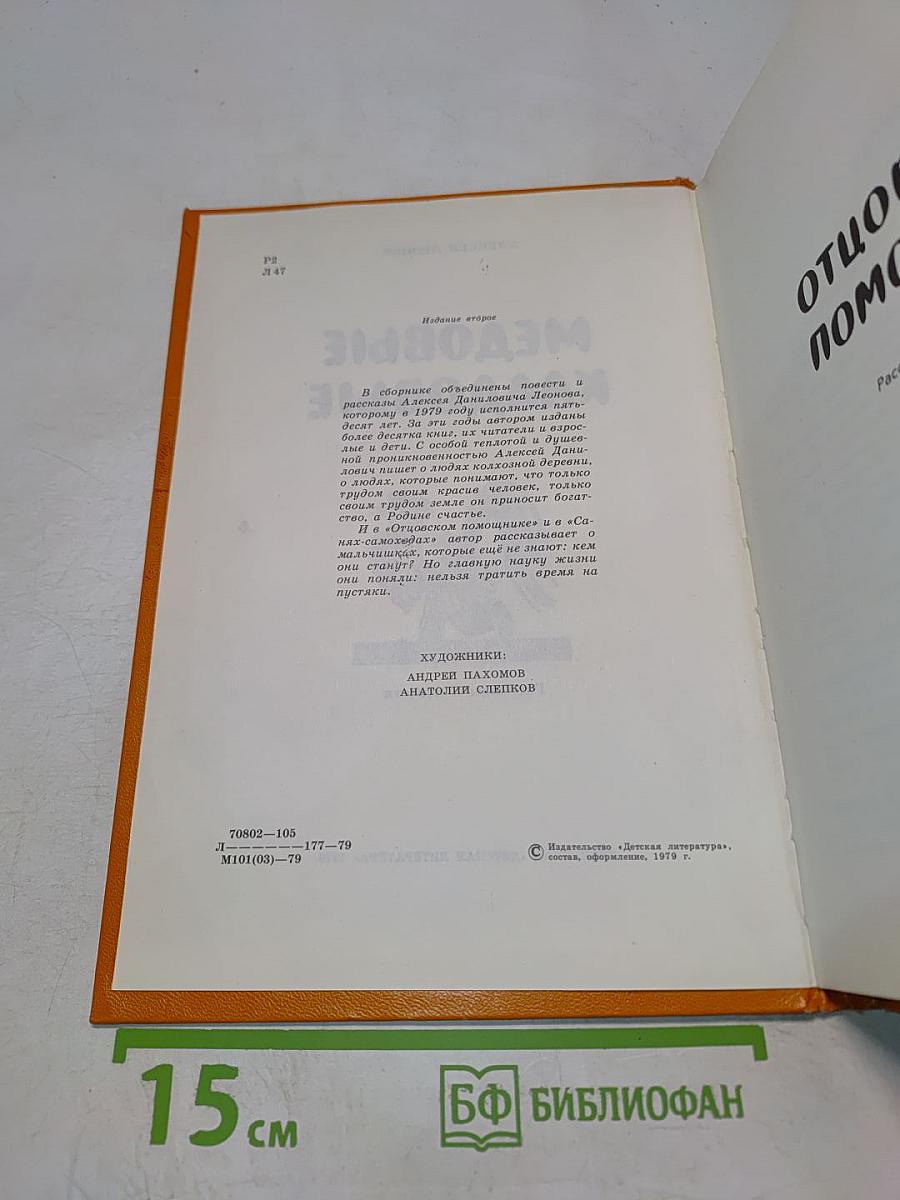 Р2
Л 47
Издание второе
В сборнике объединены повести и
рассказы Алексея Даниловича Леонова,
которому в 1979 году исполнится пять-
десят лет. За эти годы автором изданы
более десятка книг, их читатели и взрос-
лые и дети. С особой теплотой и душев-
ной проникновенностью Алексей Дани-
лович пишет о людях колхозной деревни,
о людях, которые понимают, что только
трудом своим красив человек, только
своим трудом земле он приносит богат-
ство, а Родине счастье.
И в «Отцовском помощнике» и в «Са-
нях-самоходах» автор рассказывает о
мальчишках, которые ещё не знают: кем
они станут? Но главную науку жизни
они поняли: нельзя тратить время на
пустяки.
ХУДОЖНИКИ:
АНДРЕЙ ПАХОМОВ
АНАТОЛИЙ СЛЕПКОВ
70802—105
Л——————177—79
М101(03)—79
© Издательство «Детская литература»,
состав, оформление, 1979 г.
МЕДОВЫЕ
ОТЦОВ
ПОМО
Расс
15 см
БФ БИБЛИОФАН